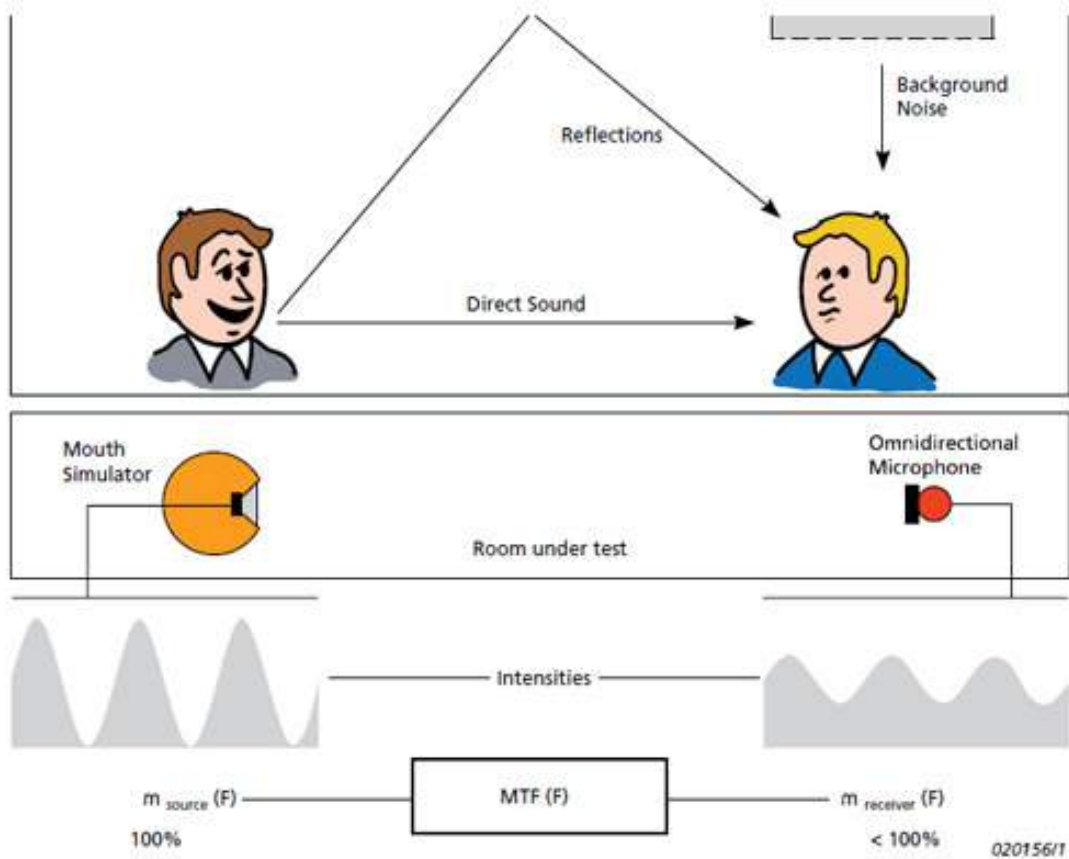 Background
Noise
Reflections
Direct Sound
Mouth
Simulator
Omnidirectional
Microphone
Room under test
Intensities
m source (F)
MTF (F)
m receiver (F)
100%
< 100%
020156/1